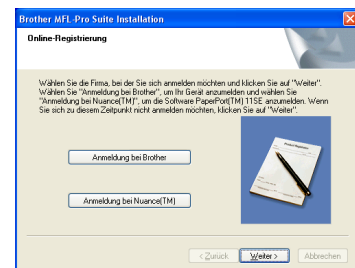 Brother MFL-Pro Suite Installation
Online-Registrierung
Wählen Sie die Firma, bei der Sie sich anmelden möchten und klicken Sie auf "Weiter".
Wählen Sie "Anmeldung bei Brother", um Ihr Gerät anzumelden und wählen Sie
"Anmeldung bei Nuance(TM)", um die Software PaperPort(TM) 11SE anzumelden. Wenn
Sie sich zu diesem Zeitpunkt nicht anmelden möchten, klicken Sie auf "Weiter".
Anmeldung bei Brother
Anmeldung bei Nuance(TM)
< Zurück
Weiter >
Abbrechen